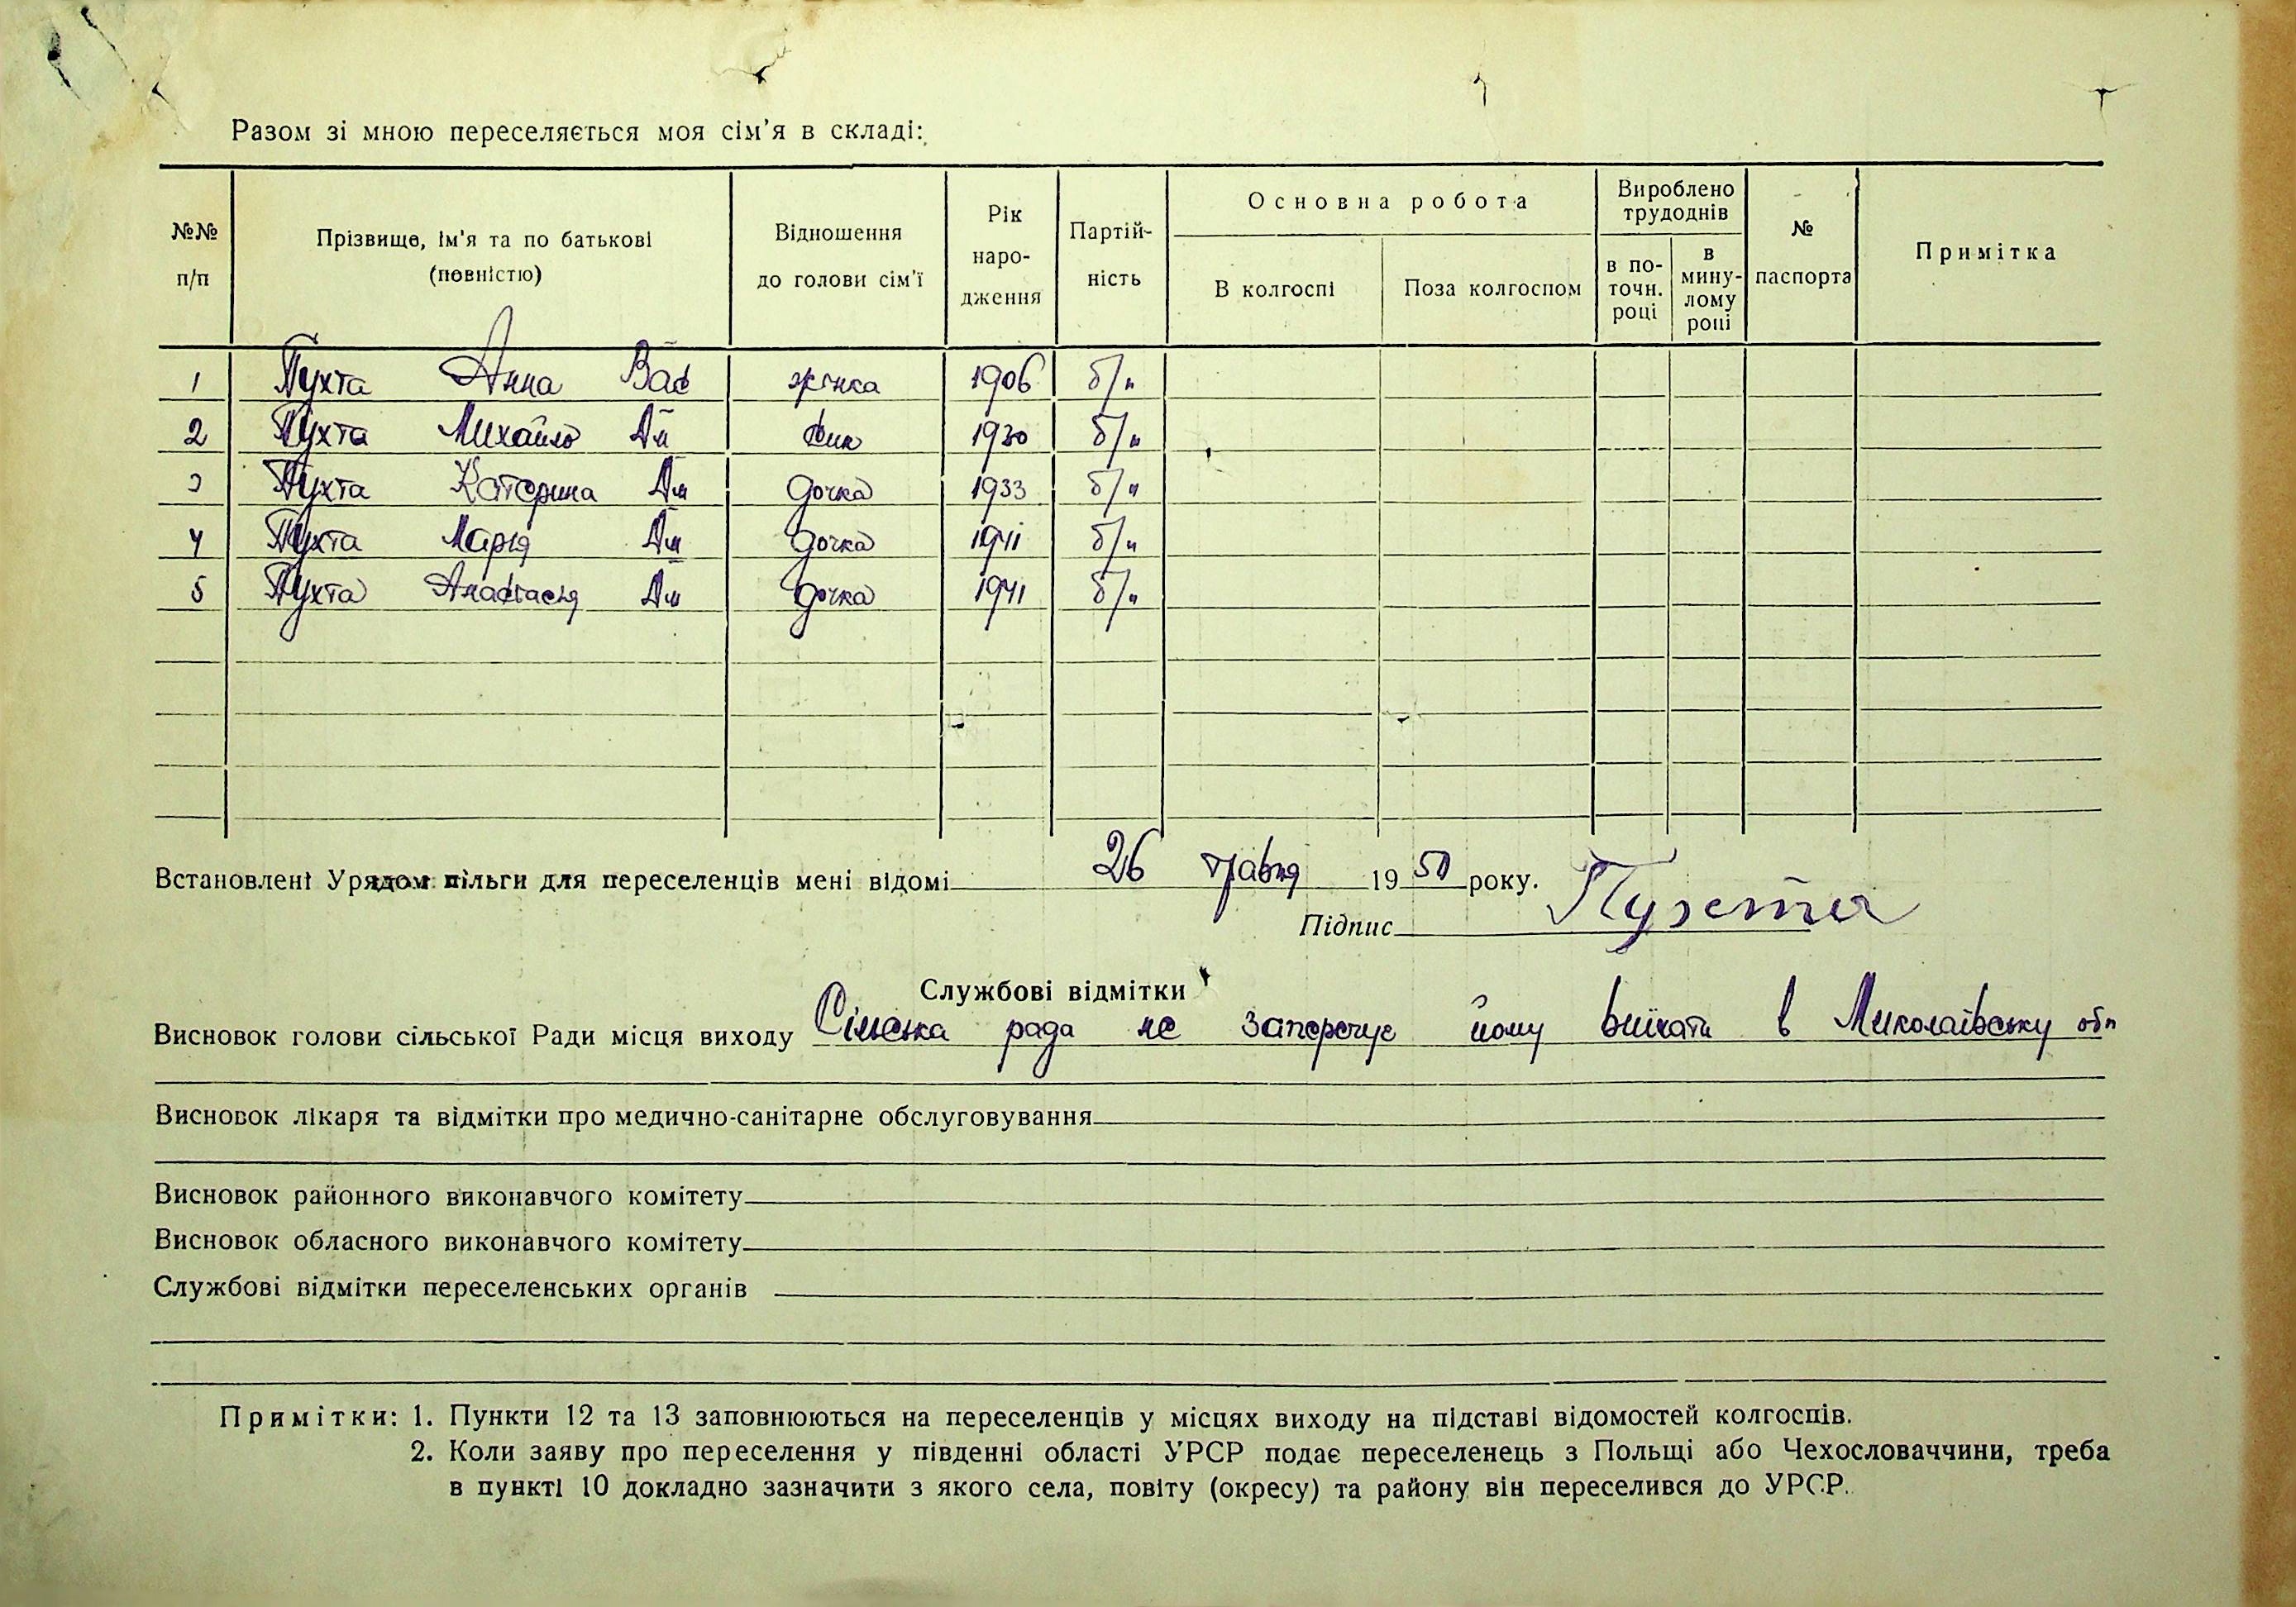 Разом зі мною переселяється моя сім'я в складі:
№№ п/п
Прізвище, ім'я та по батькові (повністю)
Відношення до голови сім'ї
Рік народження
Партійність
Основна робота
В колгоспі
Поза колгоспом
Вироблено трудоднів
в поточн. році
в минулому році
№ паспорта
Примітка
1 Пухта Анна Вас жінка 1906 б/п
2 Пухта Михайло Дм син 1930 б/п
3 Пухта Катерина Дм дочка 1933 б/п
4 Пухта Марія Дм дочка 1941 б/п
5 Пухта Анастасія Дм дочка 1941 б/п
Встановлені Урядом пільги для переселенців мені відомі 26 травня 1950 року.
Підпис Пухта
Службові відмітки
Висновок голови сільської Ради місця виходу Сільська рада не заперечує йому виїхати в Миколаївську обл
Висновок лікаря та відмітки про медично-санітарне обслуговування
Висновок районного виконавчого комітету
Висновок обласного виконавчого комітету
Службові відмітки переселенських органів
Примітки: 1. Пункти 12 та 13 заповнюються на переселенців у місцях виходу на підставі відомостей колгоспів.
2. Коли заяву про переселення у південні області УРСР подає переселенець з Польщі або Чехословаччини, треба
в пункті 10 докладно зазначити з якого села, повіту (окресу) та району він переселився до УРСР.